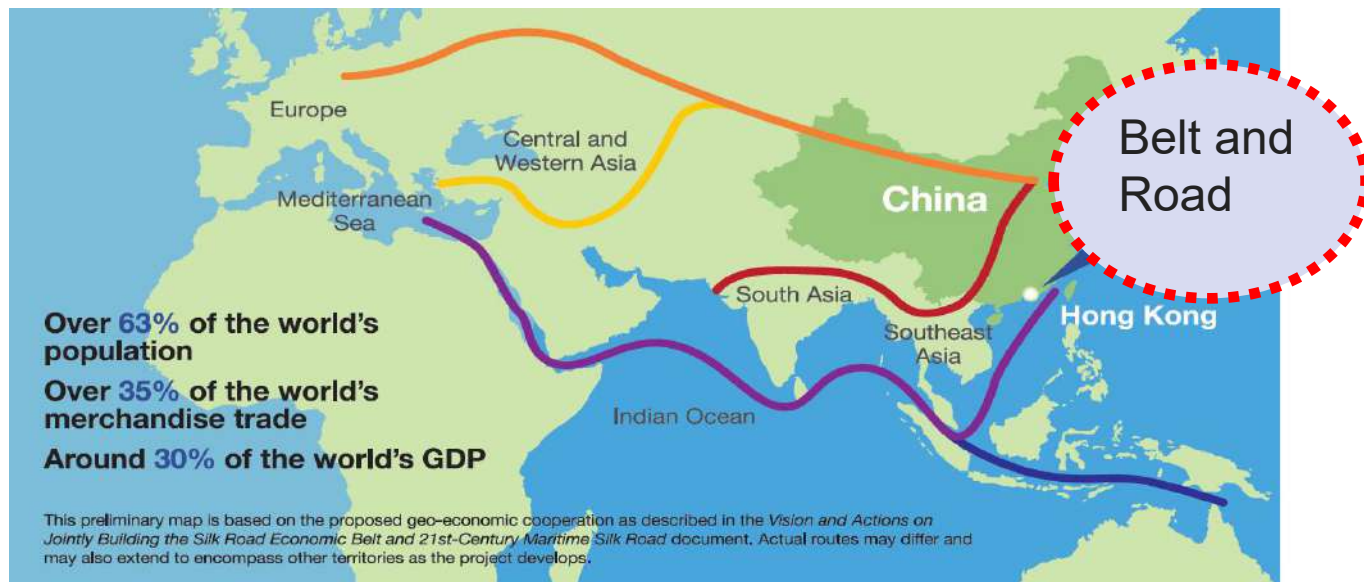 Europe
Central and
Western Asia
Mediterranean
Sea
China
Belt and
Road
South Asia
Southeast
Asia
Hong Kong
Indian Ocean
Over 63% of the world's
population
Over 35% of the world's
merchandise trade
Around 30% of the world's GDP
This preliminary map is based on the proposed geo-economic cooperation as described in the Vision and Actions on
Jointly Building the Silk Road Economic Belt and 21st-Century Maritime Silk Road document. Actual routes may differ and
may also extend to encompass other territories as the project develops.